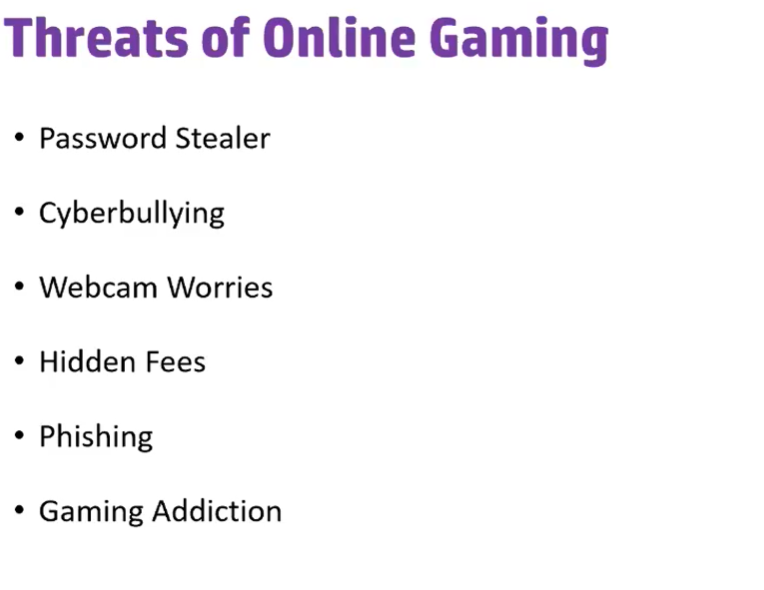 Threats of Online Gaming
• Password Stealer
• Cyberbullying
• Webcam Worries
• Hidden Fees
• Phishing
• Gaming Addiction